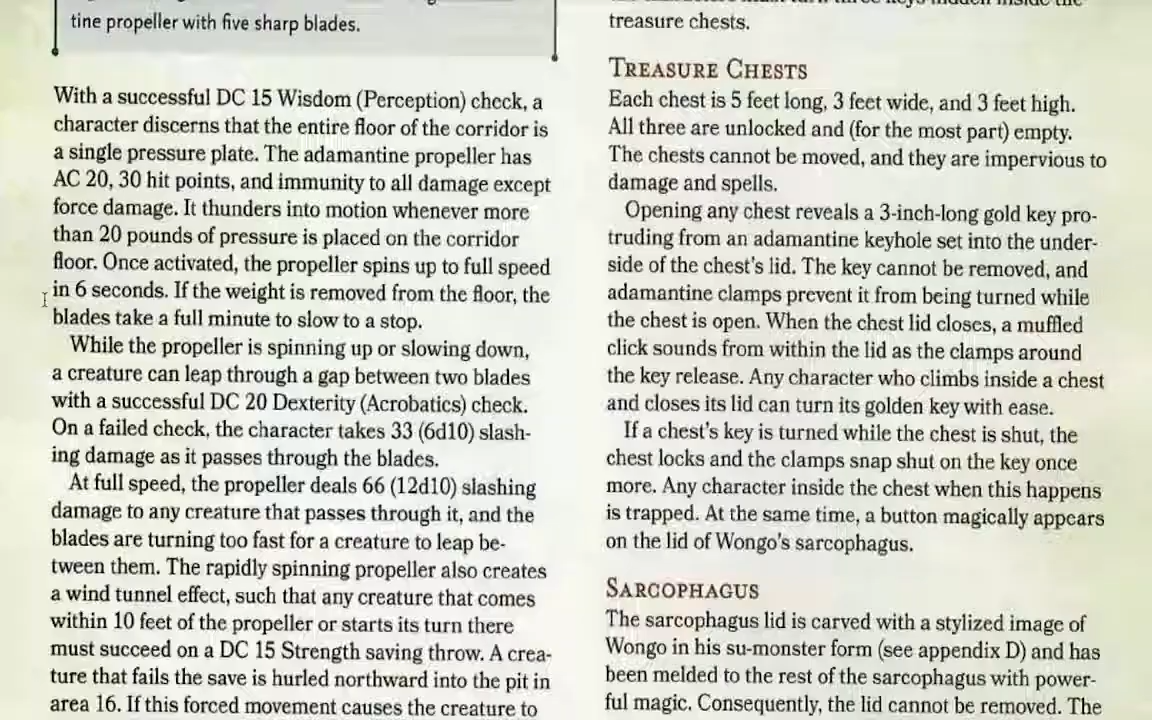 tine propeller with five sharp blades.
With a successful DC 15 Wisdom (Perception) check, a
character discerns that the entire floor of the corridor is
a single pressure plate. The adamantine propeller has
AC 20, 30 hit points, and immunity to all damage except
force damage. It thunders into motion whenever more
than 20 pounds of pressure is placed on the corridor
floor. Once activated, the propeller spins up to full speed
in 6 seconds. If the weight is removed from the floor, the
blades take a full minute to slow to a stop.
While the propeller is spinning up or slowing down,
a creature can leap through a gap between two blades
with a successful DC 20 Dexterity (Acrobatics) check.
On a failed check, the character takes 33 (6d10) slash-
ing damage as it passes through the blades.
At full speed, the propeller deals 66 (12d10) slashing
damage to any creature that passes through it, and the
blades are turning too fast for a creature to leap be-
tween them. The rapidly spinning propeller also creates
a wind tunnel effect, such that any creature that comes
within 10 feet of the propeller or starts its turn there
must succeed on a DC 15 Strength saving throw. A crea-
ture that fails the save is hurled northward into the pit in
area 16. If this forced movement causes the creature to
treasure chests.
TREASURE CHESTS
Each chest is 5 feet long, 3 feet wide, and 3 feet high.
All three are unlocked and (for the most part) empty.
The chests cannot be moved, and they are impervious to
damage and spells.
Opening any chest reveals a 3-inch-long gold key pro-
truding from an adamantine keyhole set into the under-
side of the chest's lid. The key cannot be removed, and
adamantine clamps prevent it from being turned while
the chest is open. When the chest lid closes, a muffled
click sounds from within the lid as the clamps around
the key release. Any character who climbs inside a chest
and closes its lid can turn its golden key with ease.
If a chest's key is turned while the chest is shut, the
chest locks and the clamps snap shut on the key once
more. Any character inside the chest when this happens
is trapped. At the same time, a button magically appears
on the lid of Wongo's sarcophagus.
SARCOPHAGUS
The sarcophagus lid is carved with a stylized image of
Wongo in his su-monster form (see appendix D) and has
been melded to the rest of the sarcophagus with power-
ful magic. Consequently, the lid cannot be removed. The